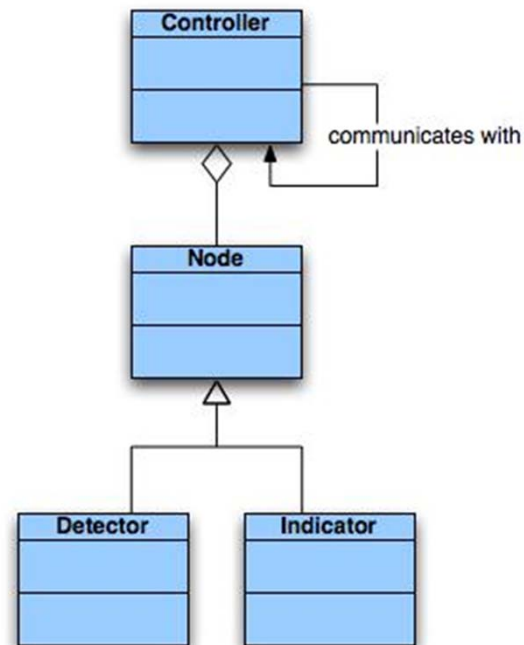 Controller
communicates with
Node
Detector
Indicator